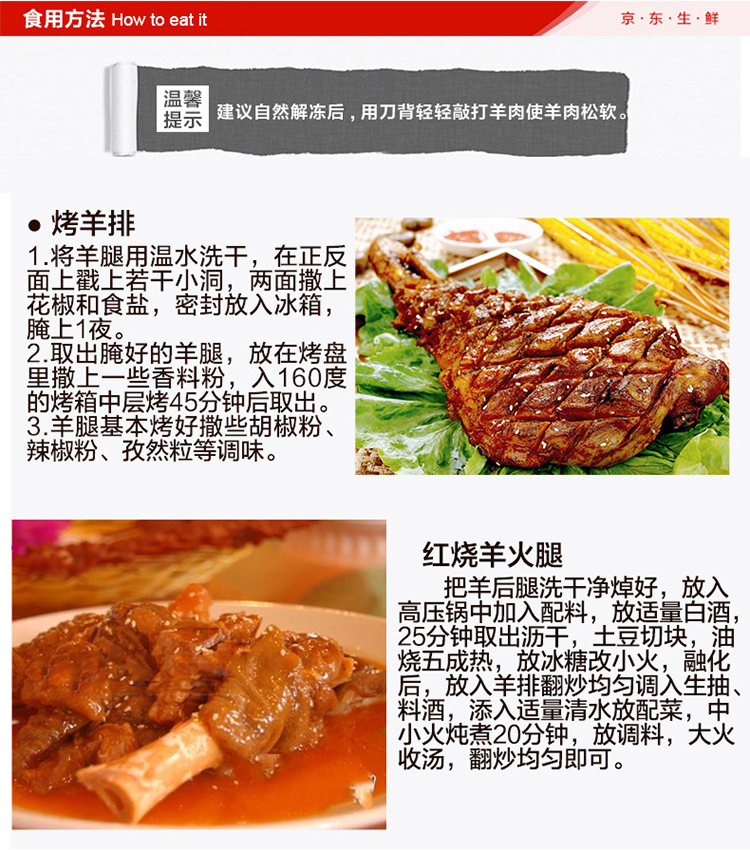 食用方法 How to eat it
京·东·生·鲜
温馨
提示
建议自然解冻后，用刀背轻轻敲打羊肉使羊肉松软。
● 烤羊排
1.将羊腿用温水洗干，在正反
面上戳上若干小洞，两面撒上
花椒和食盐，密封放入冰箱，
腌上1夜。
2.取出腌好的羊腿，放在烤盘
里撒上一些香料粉，入160度
的烤箱中层烤45分钟后取出。
3.羊腿基本烤好撒些胡椒粉、
辣椒粉、孜然粒等调味。
红烧羊火腿
把羊后腿洗干净焯好，放入
高压锅中加入配料，放适量白酒，
25分钟取出沥干，土豆切块，油
烧五成热，放冰糖改小火，融化
后，放入羊排翻炒均匀调入生抽、
料酒，添入适量清水放配菜，中
小火炖煮20分钟，放调料，大火
收汤，翻炒均匀即可。